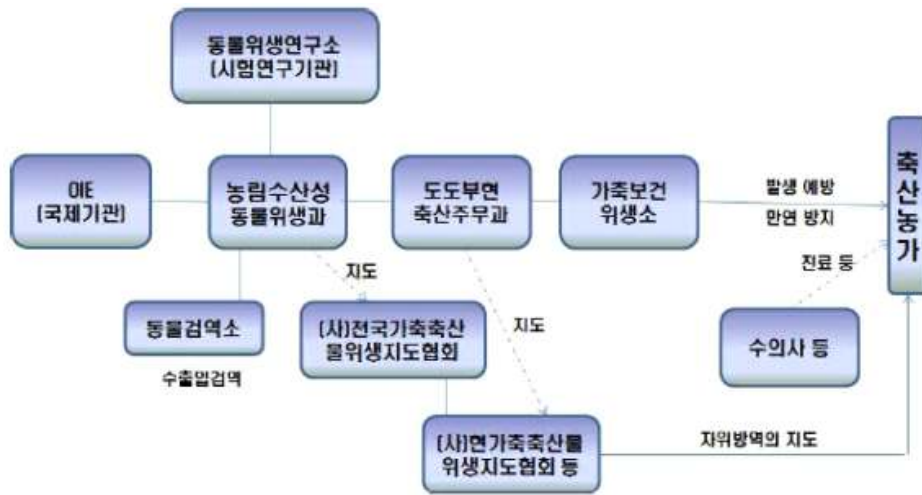 동물위생연구소
(시험연구기관)
OIE
(국제기관)
농림수산성
동물위생과
도도부현
축산주무과
가축보건
위생소
발생 예방
만연 방지
축산농가
지도
지도
진료 등
동물검역소
수출입검역
(사)전국가축축산
물위생지도협회
수의사 등
(사)현가축축산물
위생지도협회 등
자위방역의 지도